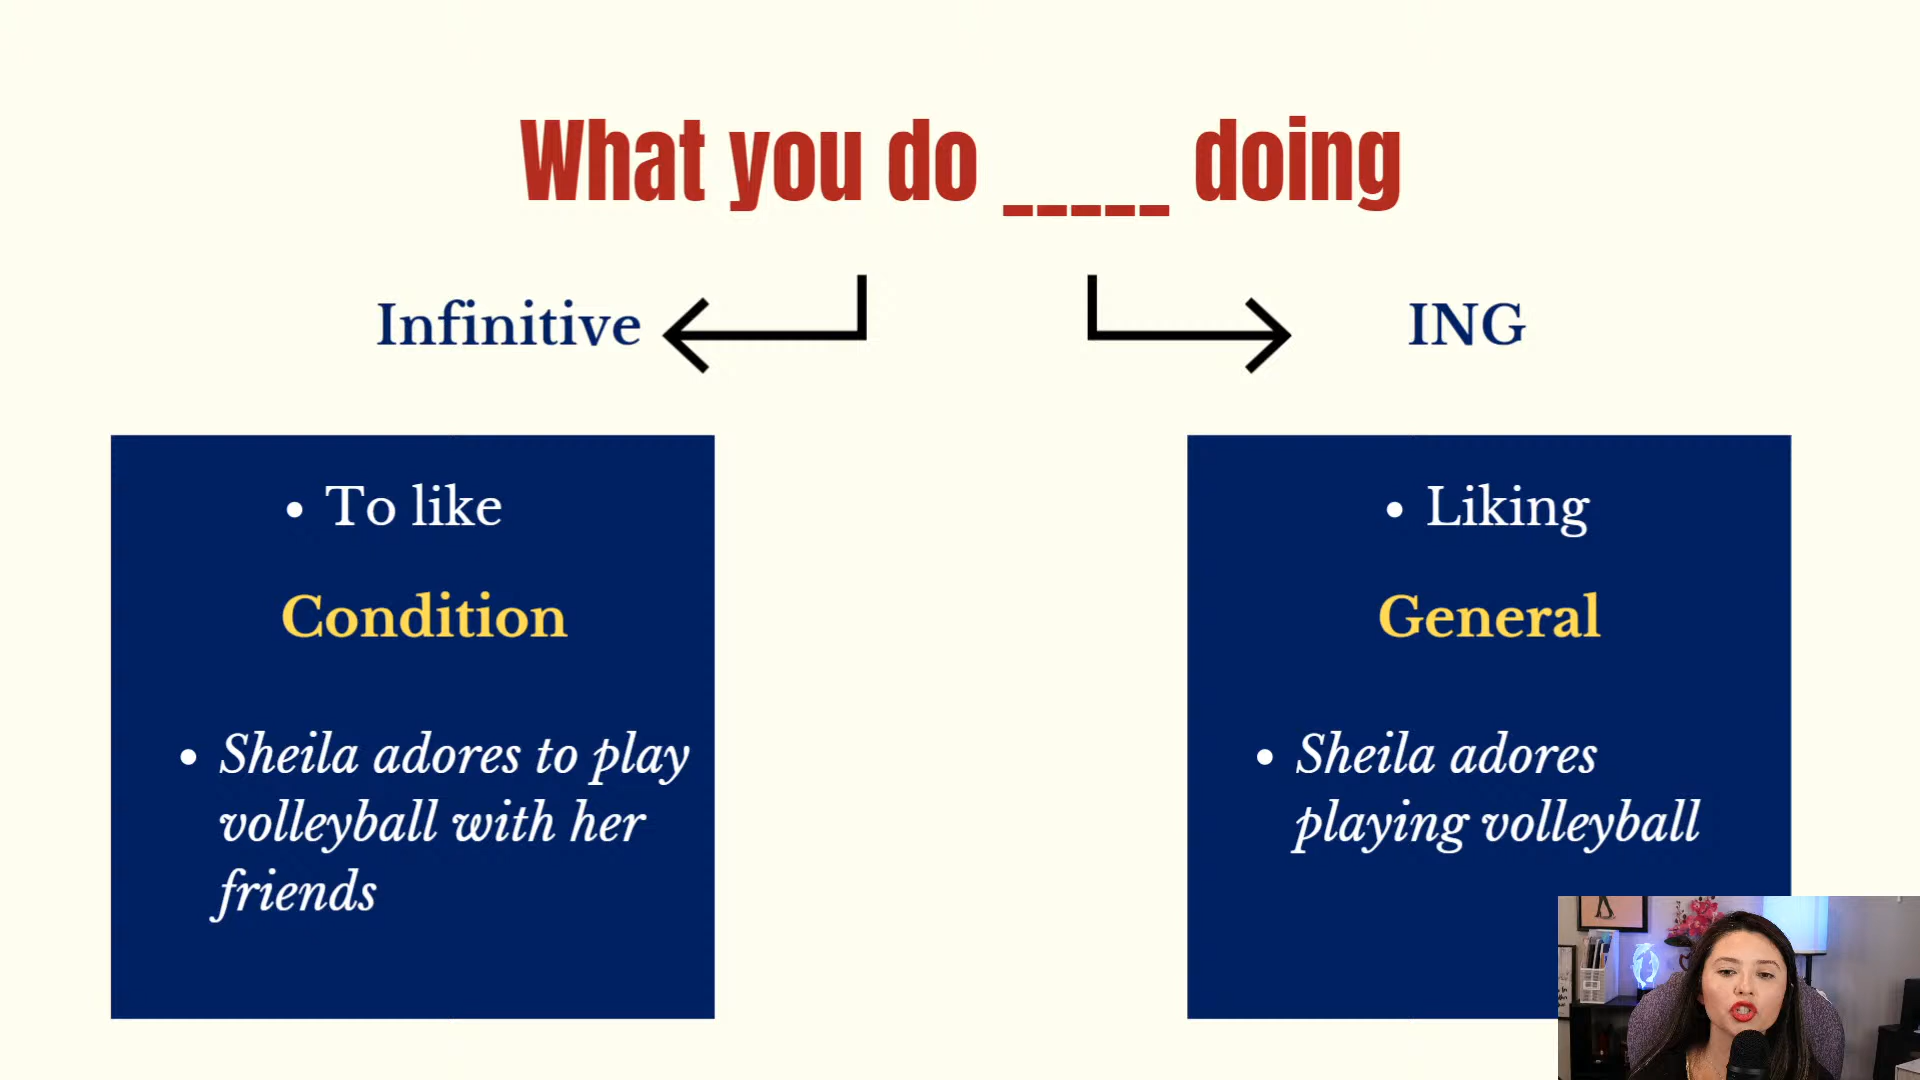 What you do _____ doing
Infinitive
ING
• To like
Condition
• Sheila adores to play
volleyball with her
friends
• Liking
General
• Sheila adores
playing volleyball